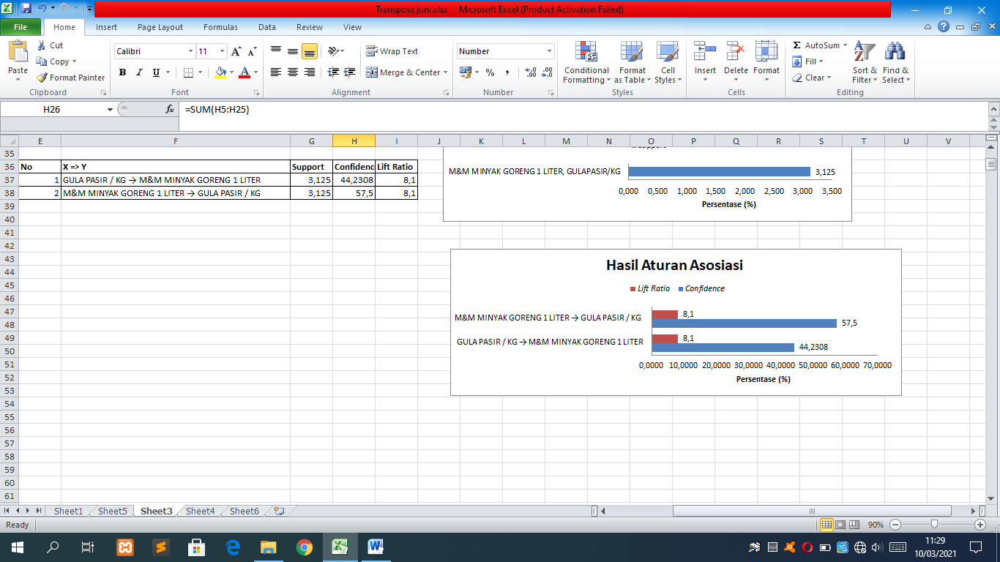 Transpose juni.xlsx - Microsoft Excel (Product Activation Failed)
File Home Insert Page Layout Formulas Data Review View
Paste
Cut
Copy
Format Painter
Clipboard
Calibri 11
B I U
Font
Wrap Text
Merge & Center
Alignment
Number
% ,
Number
Conditional Formatting
Format as Table
Cell Styles
Styles
Insert Delete Format
Cells
Σ AutoSum
Fill
Clear
Sort & Filter
Find & Select
Editing
H26 fx =SUM(H5:H25)
E F G H I J K L M N O P Q R S T U V
35
36 No X => Y Support Confidenc Lift Ratio
37 1 GULA PASIR / KG → M&M MINYAK GORENG 1 LITER 3,125 44,2308 8,1
38 2 M&M MINYAK GORENG 1 LITER → GULA PASIR / KG 3,125 57,5 8,1
39
40
41
42
43
44
45
46
47
48
49
50
51
52
53
54
55
56
57
58
59
60
61
M&M MINYAK GORENG 1 LITER, GULAPASIR/KG 3,125
0,000 0,500 1,000 1,500 2,000 2,500 3,000 3,500
Persentase (%)
Hasil Aturan Asosiasi
Lift Ratio Confidence
M&M MINYAK GORENG 1 LITER → GULA PASIR / KG 8,1
57,5
GULA PASIR / KG → M&M MINYAK GORENG 1 LITER 8,1
44,2308
0,0000 10,0000 20,0000 30,0000 40,0000 50,0000 60,0000 70,0000
Persentase (%)
Sheet1 Sheet5 Sheet3 Sheet4 Sheet6
Ready 90%
11:29
10/03/2021